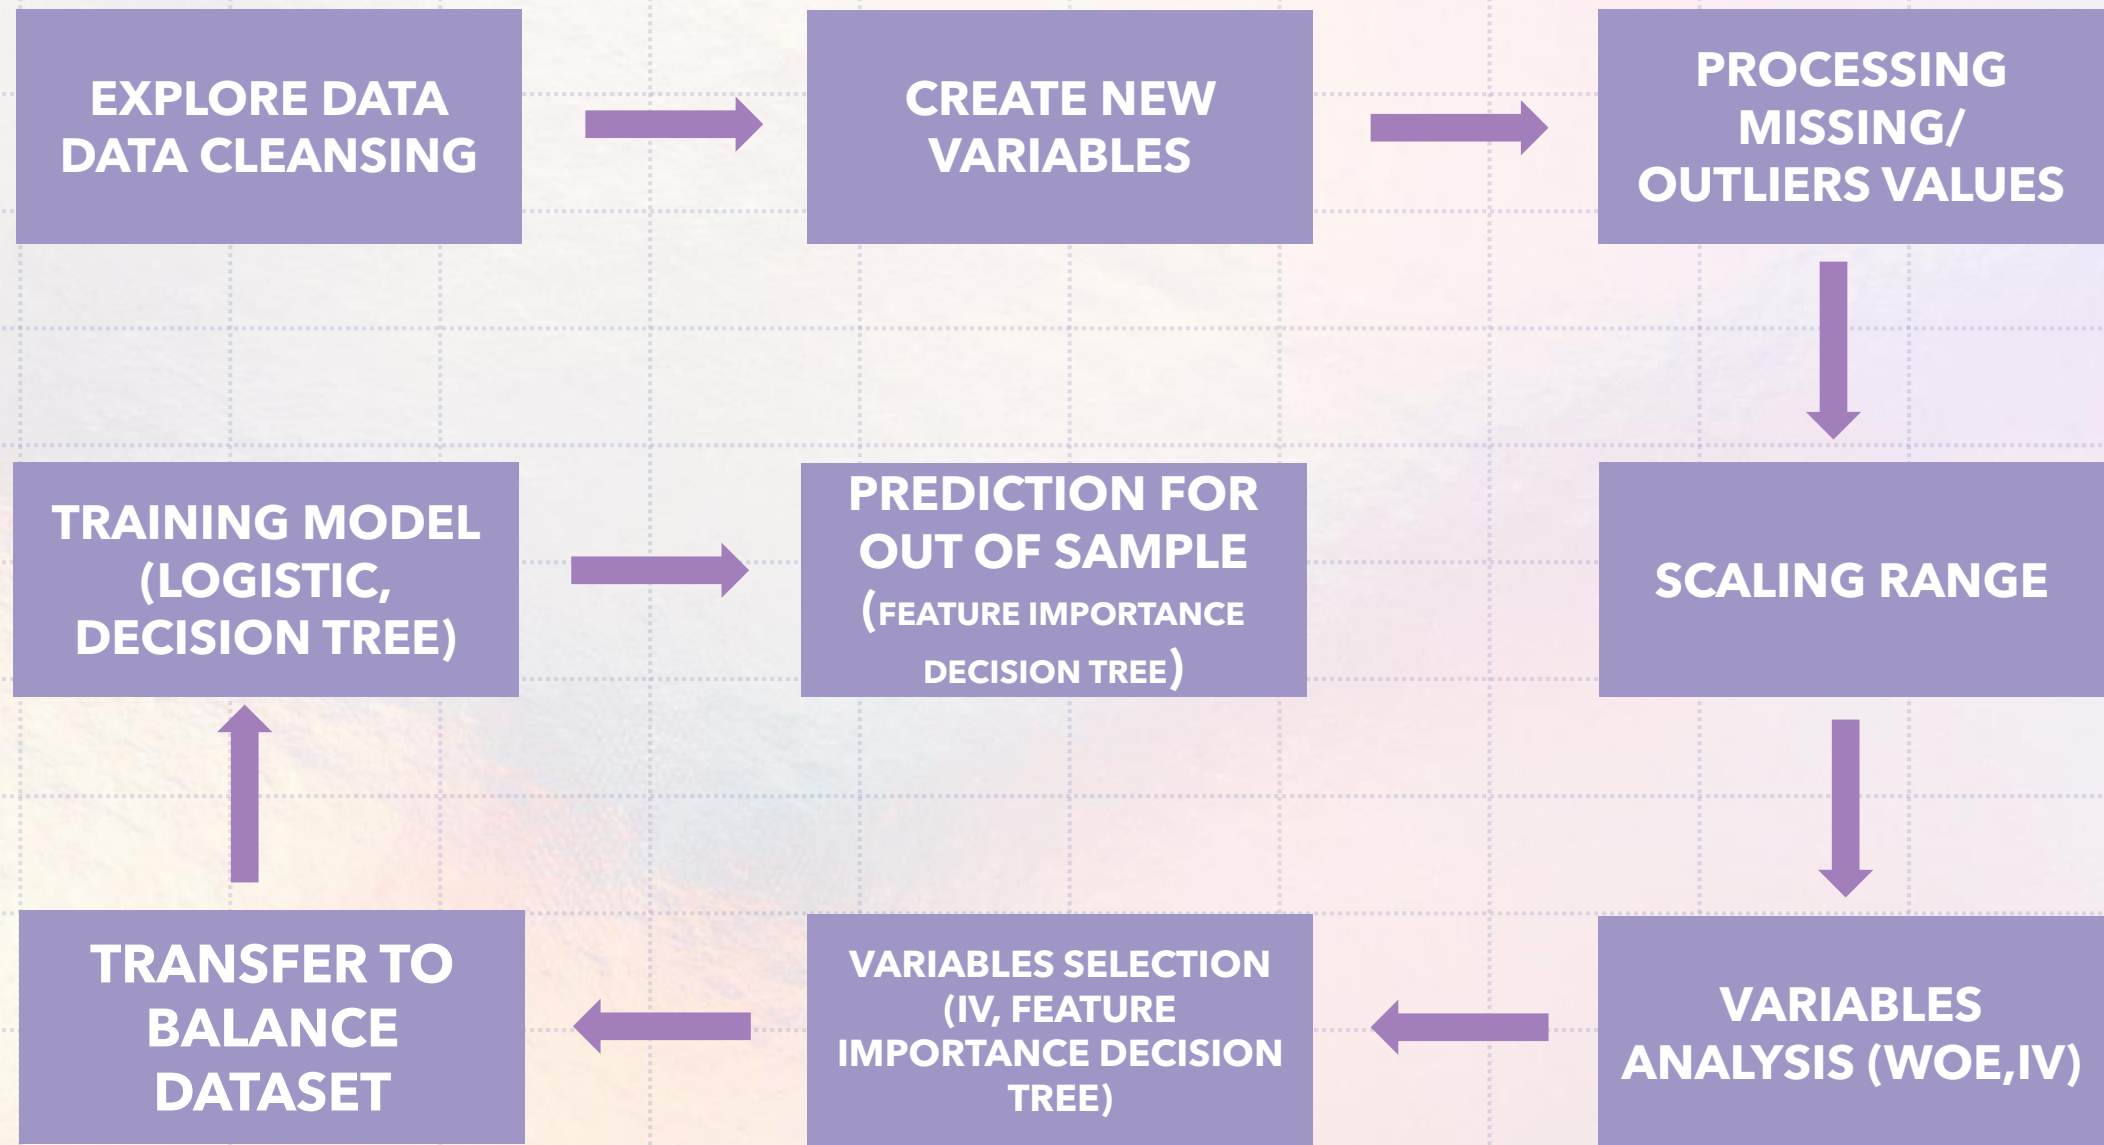 EXPLORE DATA
DATA CLEANSING
CREATE NEW
VARIABLES
PROCESSING
MISSING/
OUTLIERS VALUES
TRAINING MODEL
(LOGISTIC,
DECISION TREE)
PREDICTION FOR
OUT OF SAMPLE
(FEATURE IMPORTANCE
DECISION TREE)
SCALING RANGE
TRANSFER TO
BALANCE
DATASET
VARIABLES SELECTION
(IV, FEATURE
IMPORTANCE DECISION
TREE)
VARIABLES
ANALYSIS (WOE,IV)